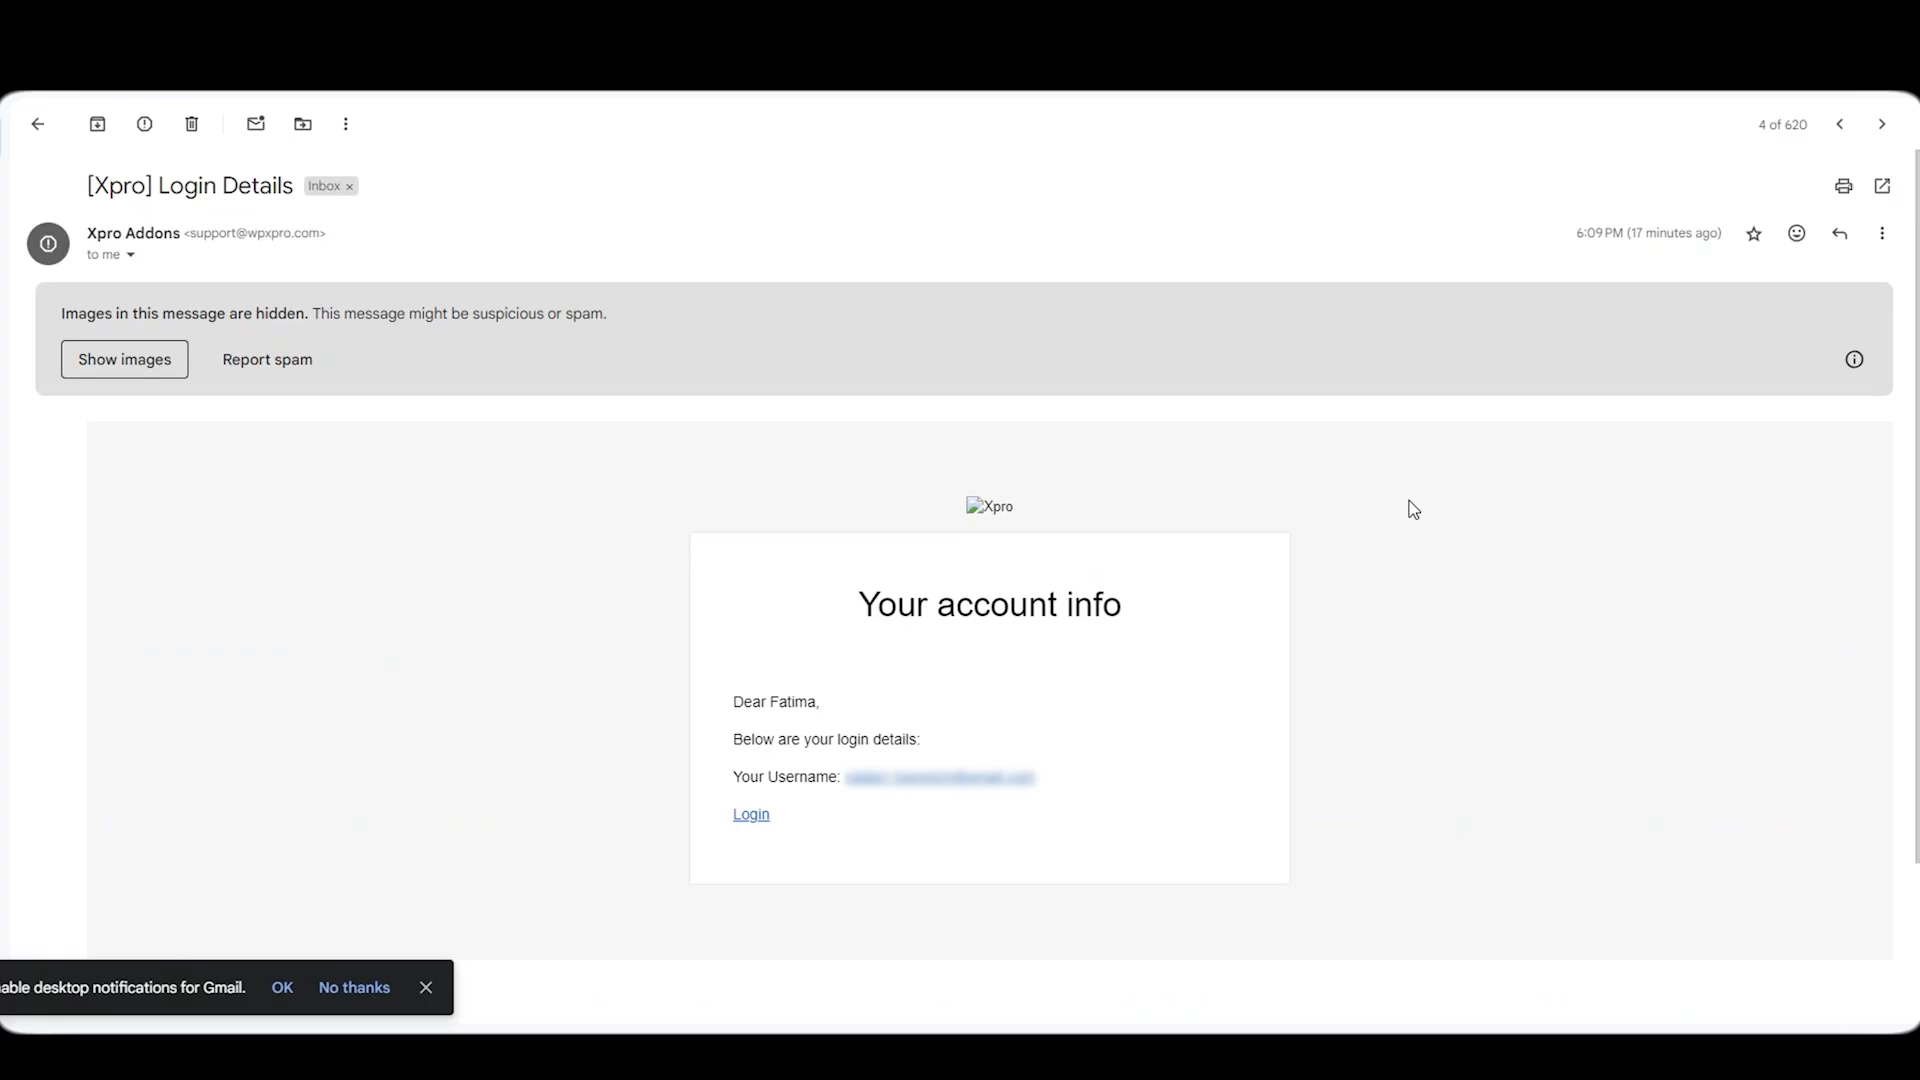 4 of 620
[Xpro] Login Details Inbox ×
Xpro Addons <support@wpxpro.com>
6:09 PM (17 minutes ago)
to me
Images in this message are hidden. This message might be suspicious or spam.
Show images Report spam
Xpro
Your account info
Dear Fatima,
Below are your login details:
Your Username:
Login
able desktop notifications for Gmail. OK No thanks